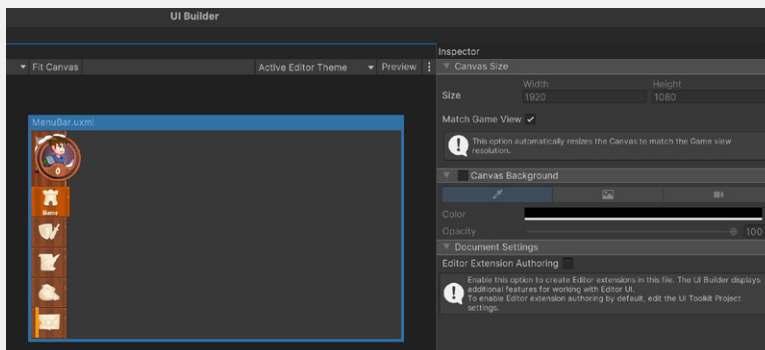 UI Builder
Fit Canvas
Active Editor Theme
Preview
MenuBar.uxml
0
Home
Inspector
Canvas Size
Width
Height
Size
1920
1080
Match Game View
This option automatically resizes the Canvas to match the Game view
resolution.
Canvas Background
Color
Opacity
100
Document Settings
Editor Extension Authoring
Enable this option to create Editor extensions in this file. The UI Builder displays
additional features for working with Editor UI.
To enable Editor extension authoring by default, edit the UI Toolkit Project
settings.